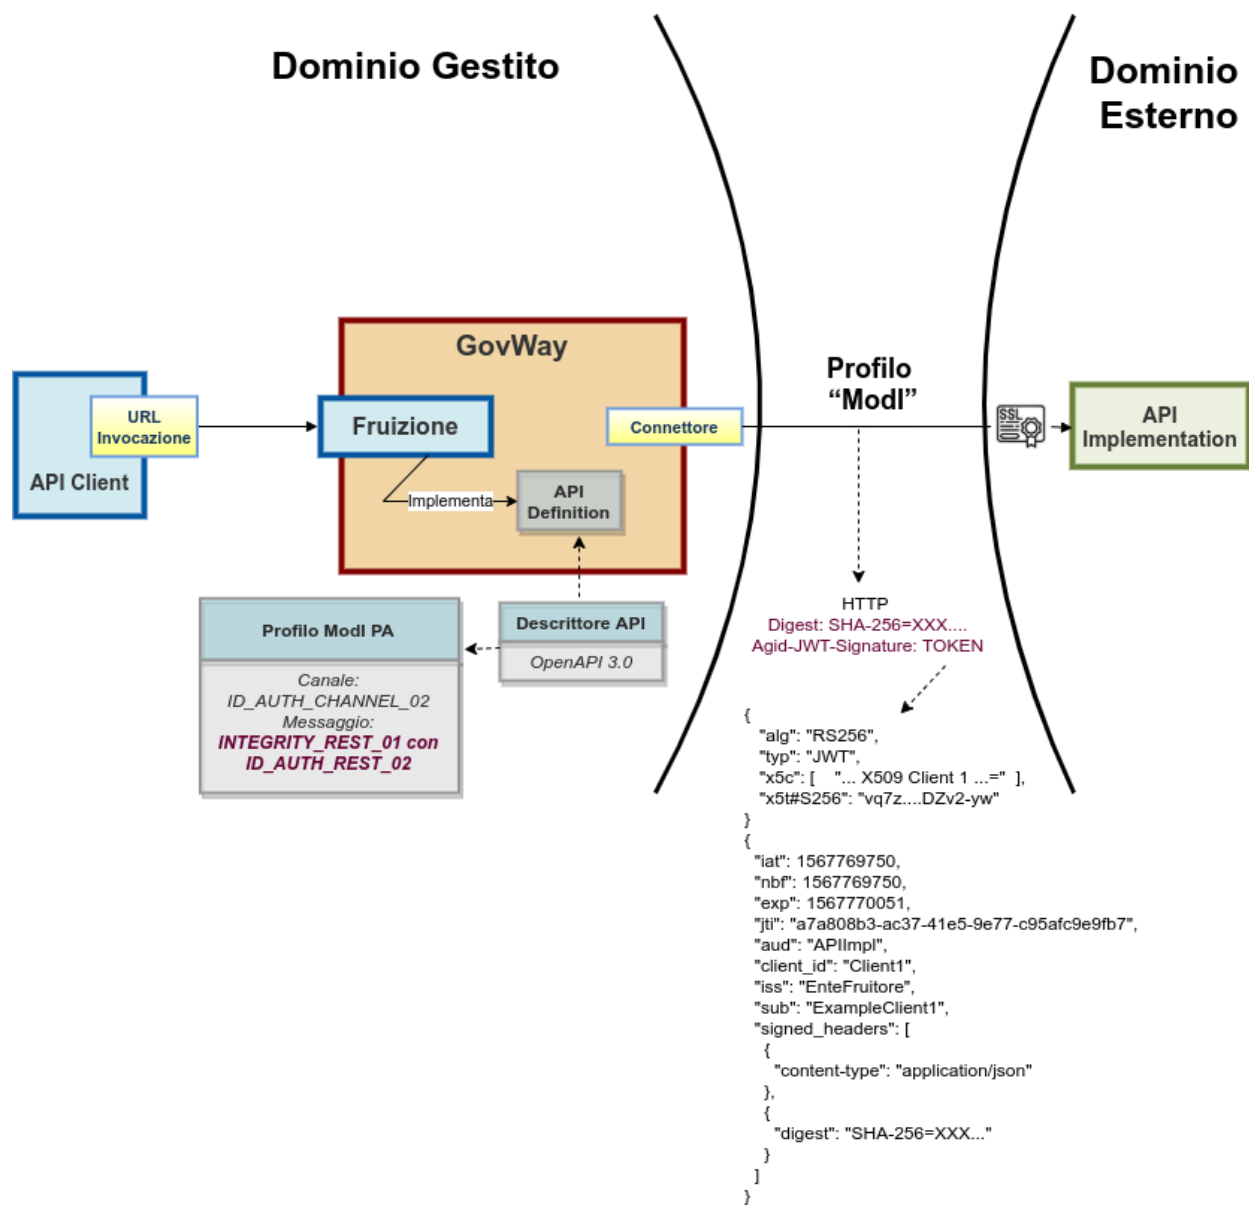 Dominio Gestito
Dominio
Esterno
GovWay
Profilo
“ModI”
URL
Invocazione
API Client
Fruizione
Connettore
SSL
API
Implementation
Implementa
API
Definition
HTTP
Digest: SHA-256=XXX....
Agid-JWT-Signature: TOKEN
Profilo ModI PA
Canale:
ID_AUTH_CHANNEL_02
Messaggio:
INTEGRITY_REST_01 con
ID_AUTH_REST_02
Descrittore API
OpenAPI 3.0
{
"alg": "RS256",
"typ": "JWT",
"x5c": [ "... X509 Client 1 ...=" ],
"x5t#S256": "vq7z....DZv2-yw"
}
{
"iat": 1567769750,
"nbf": 1567769750,
"exp": 1567770051,
"jti": "a7a808b3-ac37-41e5-9e77-c95afc9e9fb7",
"aud": "APIImpl",
"client_id": "Client1",
"iss": "EnteFruitore",
"sub": "ExampleClient1",
"signed_headers": [
{
"content-type": "application/json"
},
{
"digest": "SHA-256=XXX..."
}
]
}